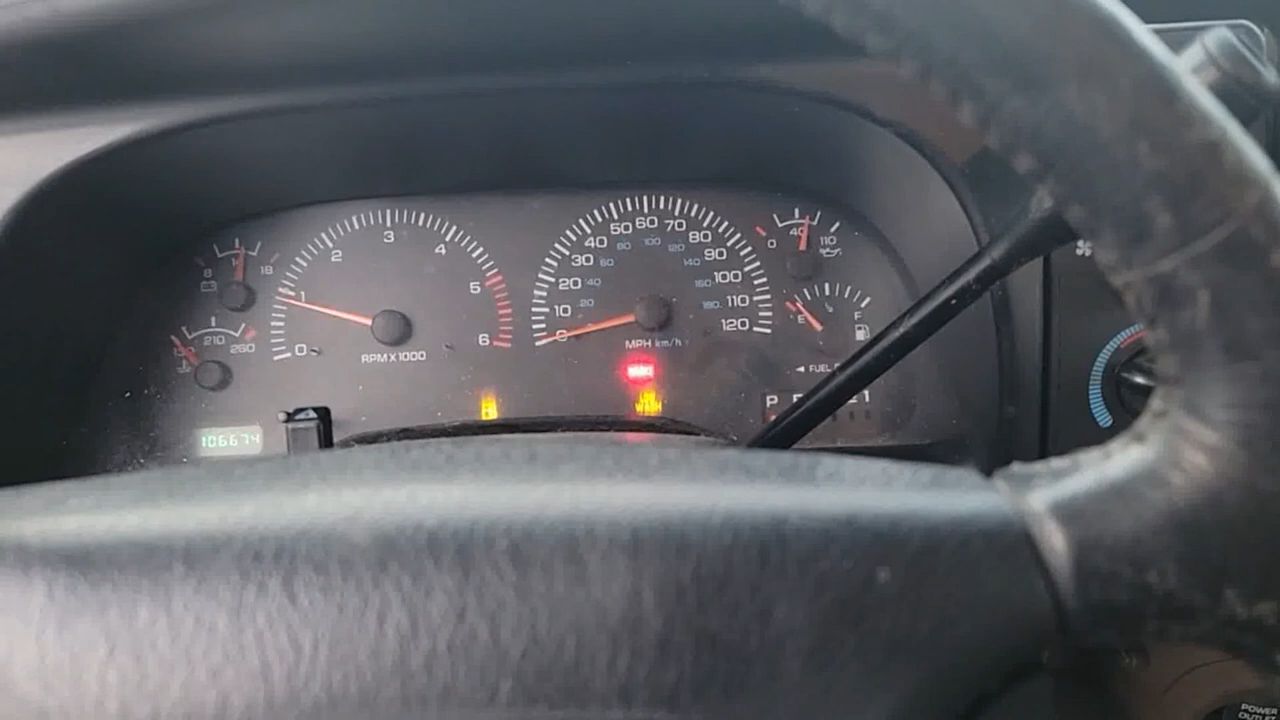 8 14 18
210
260
0 1 2 3 4 5 6
RPM X 1000
0 10 20 30 40 50 60 70 80 90 100 110 120
20 40 60 80 100 120 140 160 180
MPH km/h
0 40 110
E F
◄ FUEL
P
106674
POWER